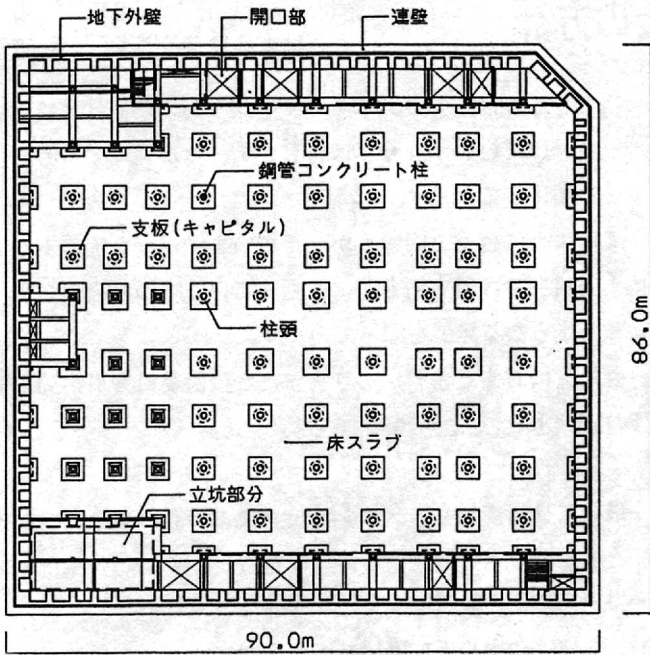 地下外壁
開口部
連壁
鋼管コンクリート柱
支板(キャピタル)
柱頭
床スラブ
立坑部分
86.0m
90.0m